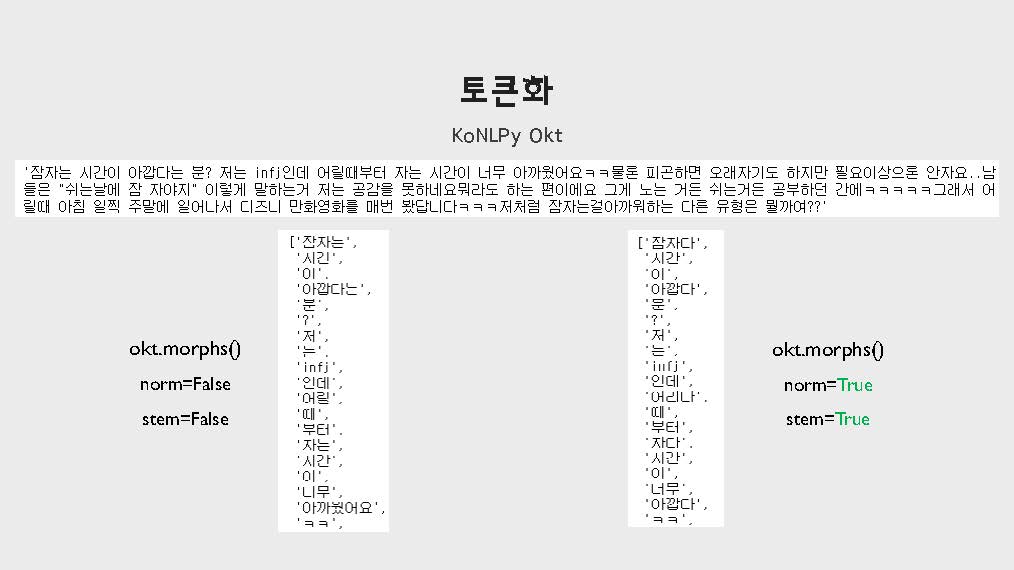 토큰화
KoNLPy Okt
'잠자는 시간이 아깝다는 분? 저는 infj인데 어릴때부터 자는 시간이 너무 아까웠어요ㅋㅋ물론 피곤하면 오래자기도 하지만 필요이상으론 안자요..남
들은 "쉬는날에 잠 자야지" 이렇게 말하는거 저는 공감을 못하네요뭐라도 하는 편이에요 그게 노는 거든 쉬는거든 공부하던 간에ㅋㅋㅋㅋㅋ그래서 어
릴때 아침 일찍 주말에 일어나서 디즈니 만화영화를 매번 봤답니다ㅋㅋㅋ저처럼 잠자는걸아까워하는 다른 유형은 뭘까여??'
['잠자는',
'시간',
'이',
'아깝다는',
'분',
'?',
'저',
'는',
'infj',
'인데',
'어릴',
'때',
'부터',
'자는',
'시간',
'이',
'너무',
'아까웠어요',
'ㅋㅋ',
okt.morphs()
norm=False
stem=False
['잠자다',
'시간',
'이',
'아깝다',
'분',
'?',
'저',
'는',
'infj',
'인데',
'어리다',
'때',
'부터',
'자다',
'시간',
'이',
'너무',
'아깝다',
'ㅋㅋ',
okt.morphs()
norm=True
stem=True